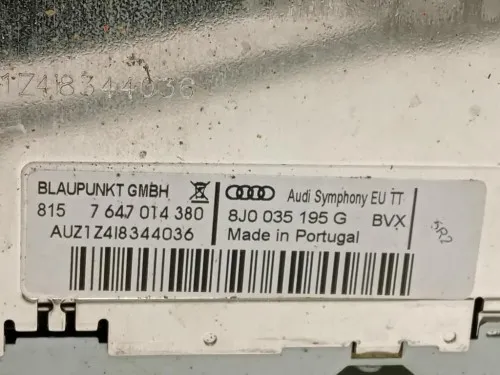 1Z4I8344036
BLAUPUNKT GMBH
815 7 647 014 380
AUZ1Z4I8344036
Audi Symphony EU TT
8J0 035 195 G BVX
Made in Portugal
5R2